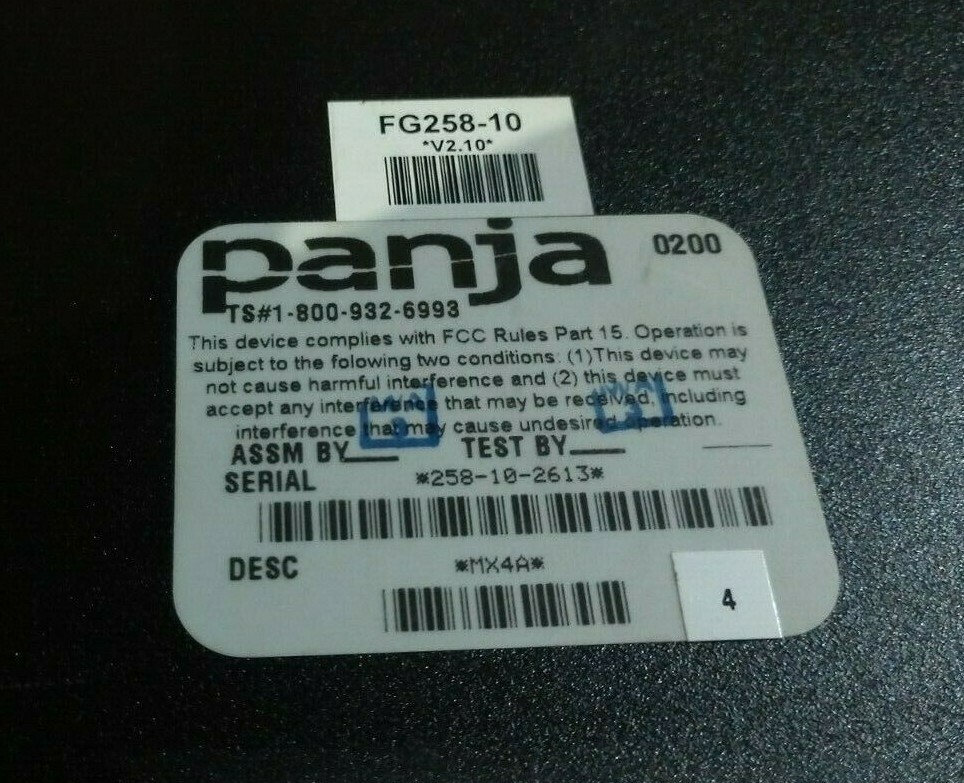 FG258-10
*V2.10*
panja 0200
TS#1-800-932-6993
This device complies with FCC Rules Part 15. Operation is
subject to the folowing two conditions: (1)This device may
not cause harmful interference and (2) this device must
accept any interference that may be received, including
interference that may cause undesired operation.
ASSM BY TEST BY
SERIAL *258-10-2613*
DESC *MX4A*
4